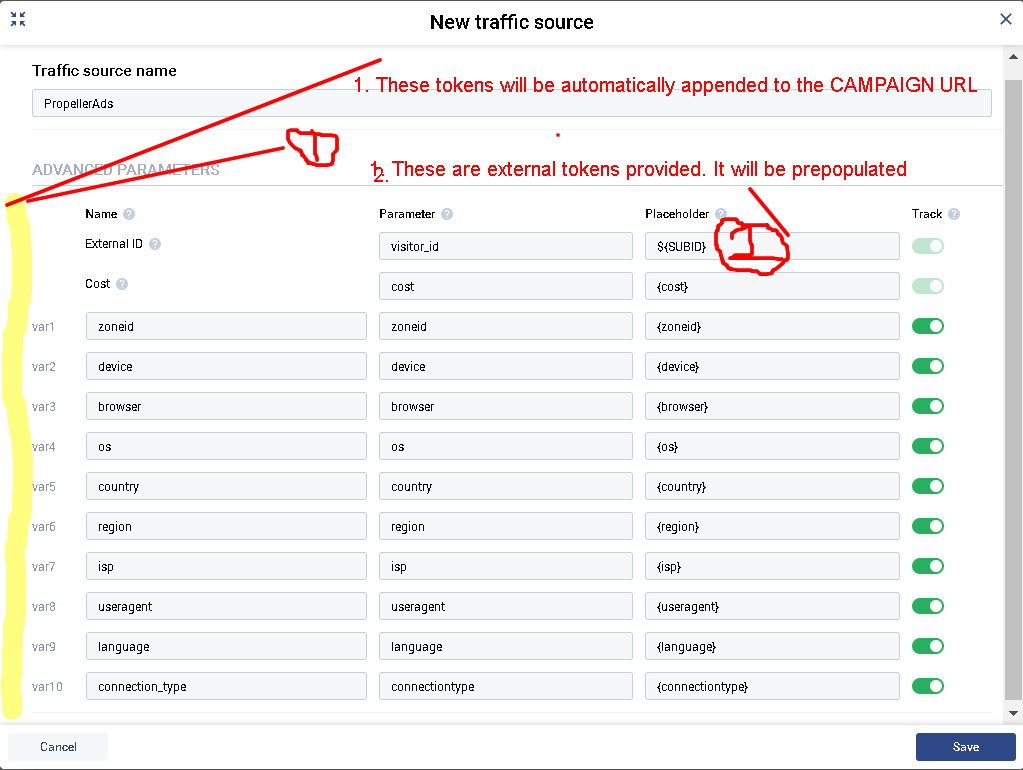 New traffic source
Traffic source name
1. These tokens will be automatically appended to the CAMPAIGN URL
PropellerAds
1
ADVANCED PARAMETERS
2. These are external tokens provided. It will be prepopulated
Name ? Parameter ? Placeholder ? Track ?
External ID ? visitor_id ${SUBID} 2
Cost ? cost {cost}
var1 zoneid zoneid {zoneid}
var2 device device {device}
var3 browser browser {browser}
var4 os os {os}
var5 country country {country}
var6 region region {region}
var7 isp isp {isp}
var8 useragent useragent {useragent}
var9 language language {language}
var10 connection_type connectiontype {connectiontype}
Cancel Save